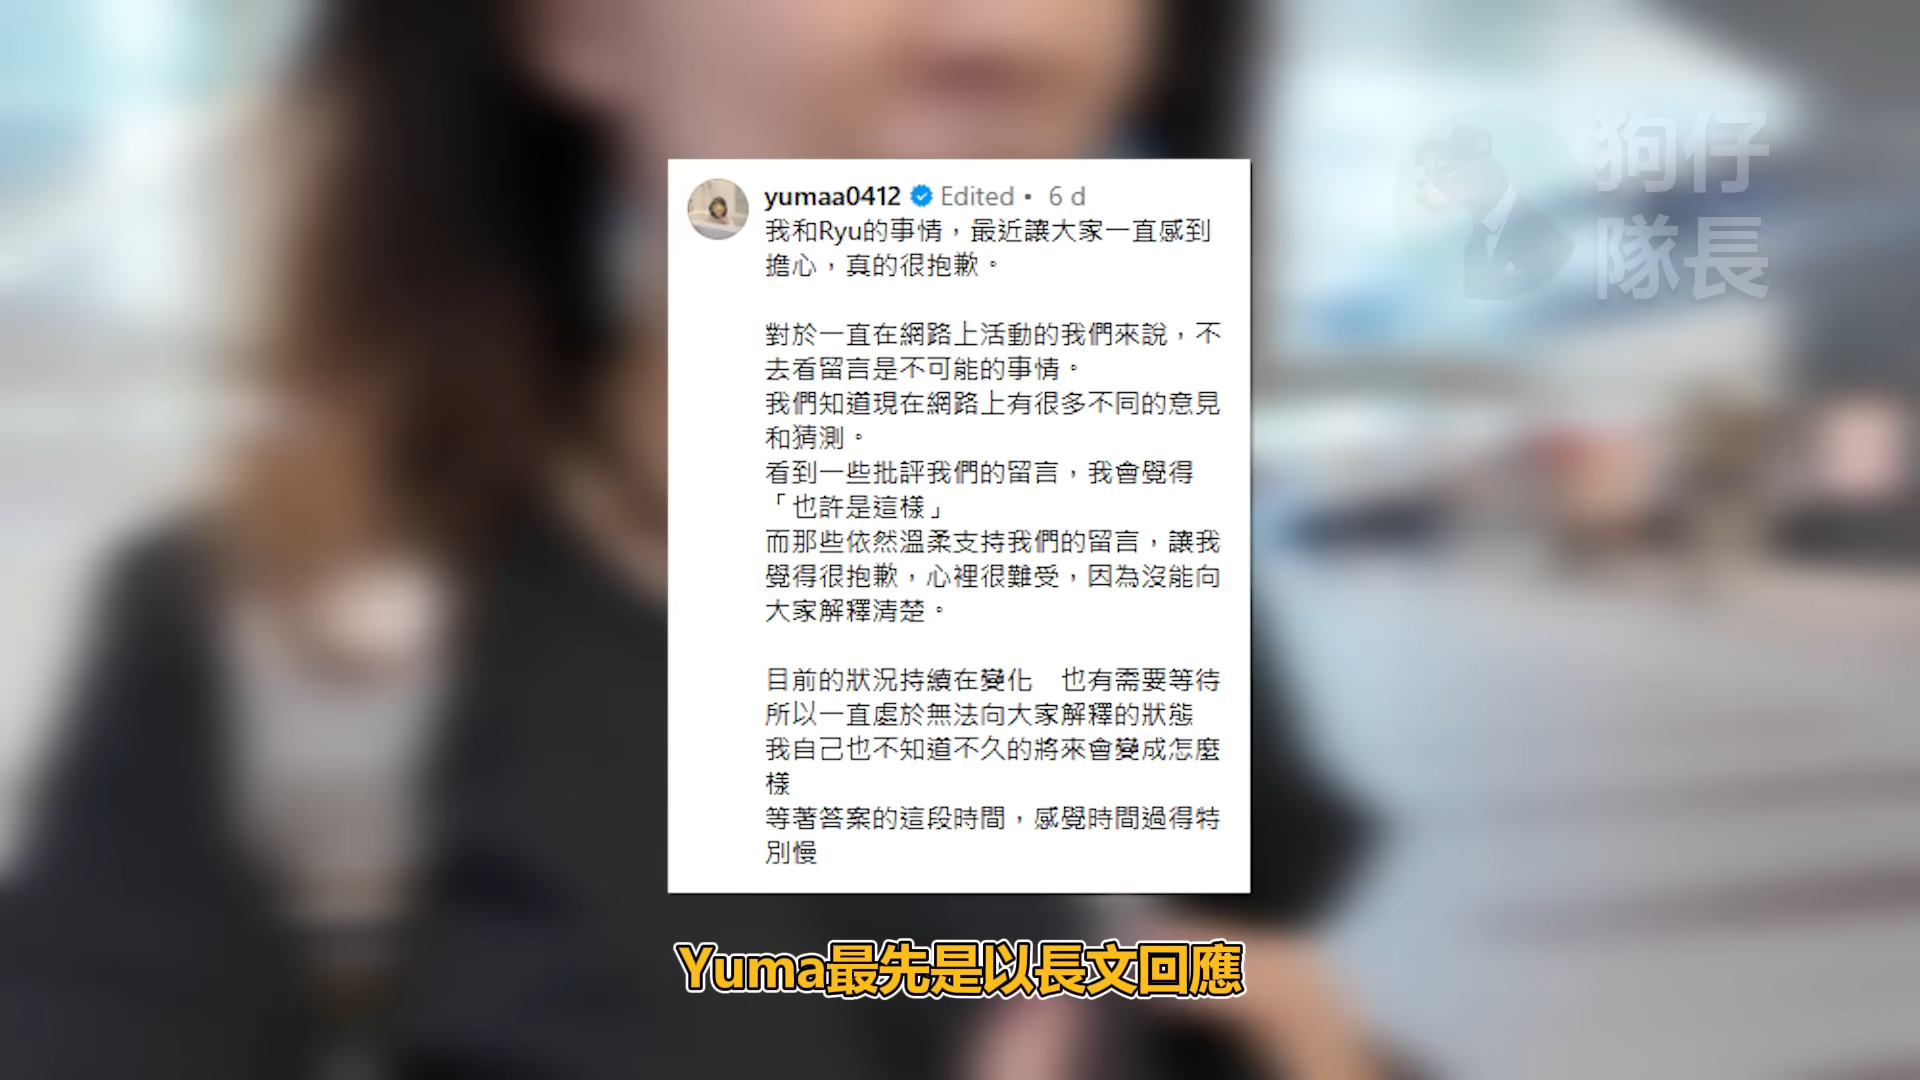 狗仔
隊長
yumaa0412 Edited • 6 d
我和Ryu的事情，最近讓大家一直感到
擔心，真的很抱歉。
對於一直在網路上活動的我們來說，不
去看留言是不可能的事情。
我們知道現在網路上有很多不同的意見
和猜測。
看到一些批評我們的留言，我會覺得
「也許是這樣」
而那些依然溫柔支持我們的留言，讓我
覺得很抱歉，心裡很難受，因為沒能向
大家解釋清楚。
目前的狀況持續在變化　也有需要等待
所以一直處於無法向大家解釋的狀態
我自己也不知道不久的將來會變成怎麼
樣
等著答案的這段時間，感覺時間過得特
別慢
Yuma最先是以長文回應